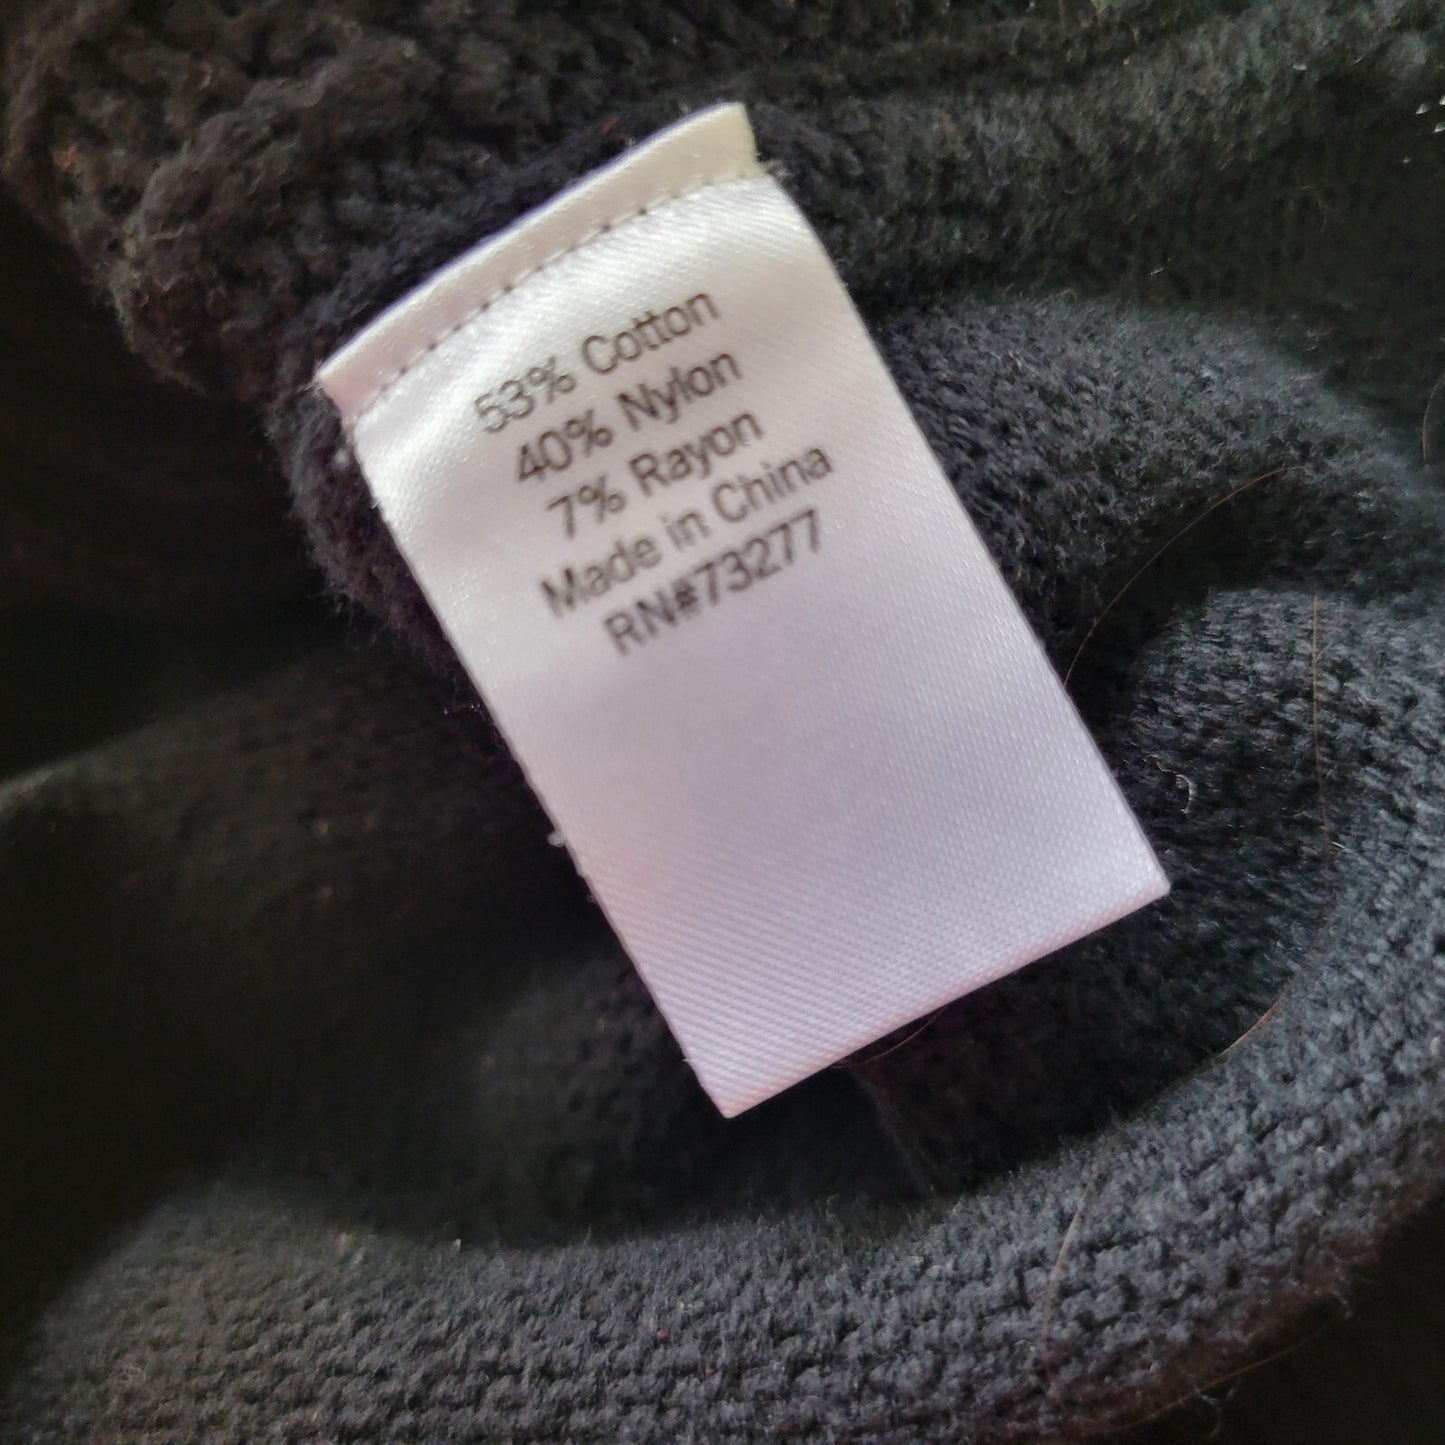 53% Cotton
40% Nylon
7% Rayon
Made in China
RN#73277